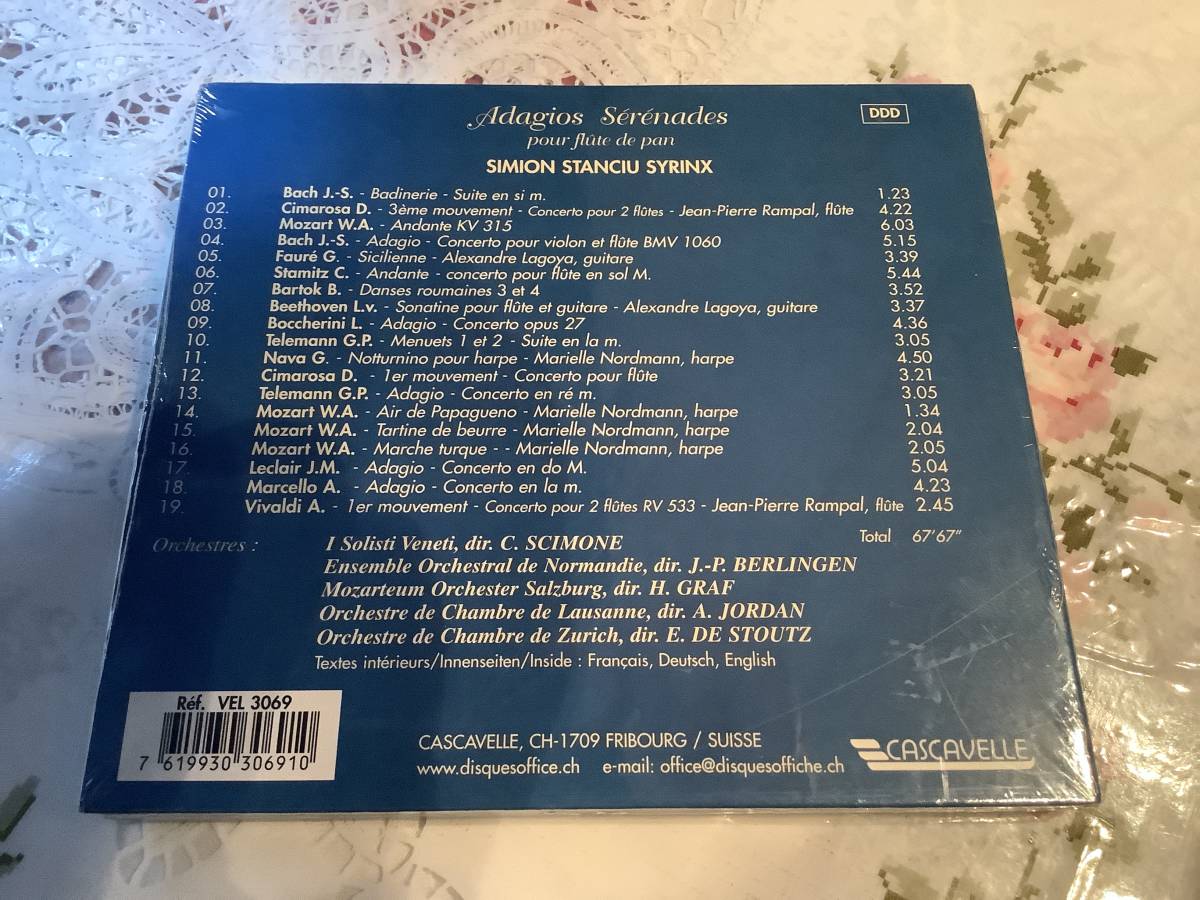 Adagios Sérénades
DDD
pour flûte de pan
SIMION STANCIU SYRINX
01. Bach J.-S. - Badinerie - Suite en si m. 1.23
02. Cimarosa D. - 3ème mouvement - Concerto pour 2 flûtes - Jean-Pierre Rampal, flûte 4.22
03. Mozart W.A. - Andante KV 315 6.03
04. Bach J.-S. - Adagio - Concerto pour violon et flûte BMV 1060 5.15
05. Fauré G. - Sicilienne - Alexandre Lagoya, guitare 3.39
06. Stamitz C. - Andante - concerto pour flûte en sol M. 5.44
07. Bartok B. - Danses roumaines 3 et 4 3.52
08. Beethoven L.v. - Sonatine pour flûte et guitare - Alexandre Lagoya, guitare 3.37
09. Boccherini L. - Adagio - Concerto opus 27 4.36
10. Telemann G.P. - Menuets 1 et 2 - Suite en la m. 3.05
11. Nava G. - Notturnino pour harpe - Marielle Nordmann, harpe 4.50
12. Cimarosa D. - 1er mouvement - Concerto pour flûte 3.21
13. Telemann G.P. - Adagio - Concerto en ré m. 3.05
14. Mozart W.A. - Air de Papagueno - Marielle Nordmann, harpe 1.34
15. Mozart W.A. - Tartine de beurre - Marielle Nordmann, harpe 2.04
16. Mozart W.A. - Marche turque - - Marielle Nordmann, harpe 2.05
17. Leclair J.M. - Adagio - Concerto en do M. 5.04
18. Marcello A. - Adagio - Concerto en la m. 4.23
19. Vivaldi A. - 1er mouvement - Concerto pour 2 flûtes RV 533 - Jean-Pierre Rampal, flûte 2.45
Total 67'67"
Orchestres : I Solisti Veneti, dir. C. SCIMONE
Ensemble Orchestral de Normandie, dir. J.-P. BERLINGEN
Mozarteum Orchester Salzburg, dir. H. GRAF
Orchestre de Chambre de Lausanne, dir. A. JORDAN
Orchestre de Chambre de Zurich, dir. E. DE STOUTZ
Textes intérieurs/Innenseiten/Inside : Français, Deutsch, English
Réf. VEL 3069
7 619930 306910
CASCAVELLE, CH-1709 FRIBOURG / SUISSE
www.disquesoffice.ch e-mail: office@disquesoffiche.ch
CASCAVELLE